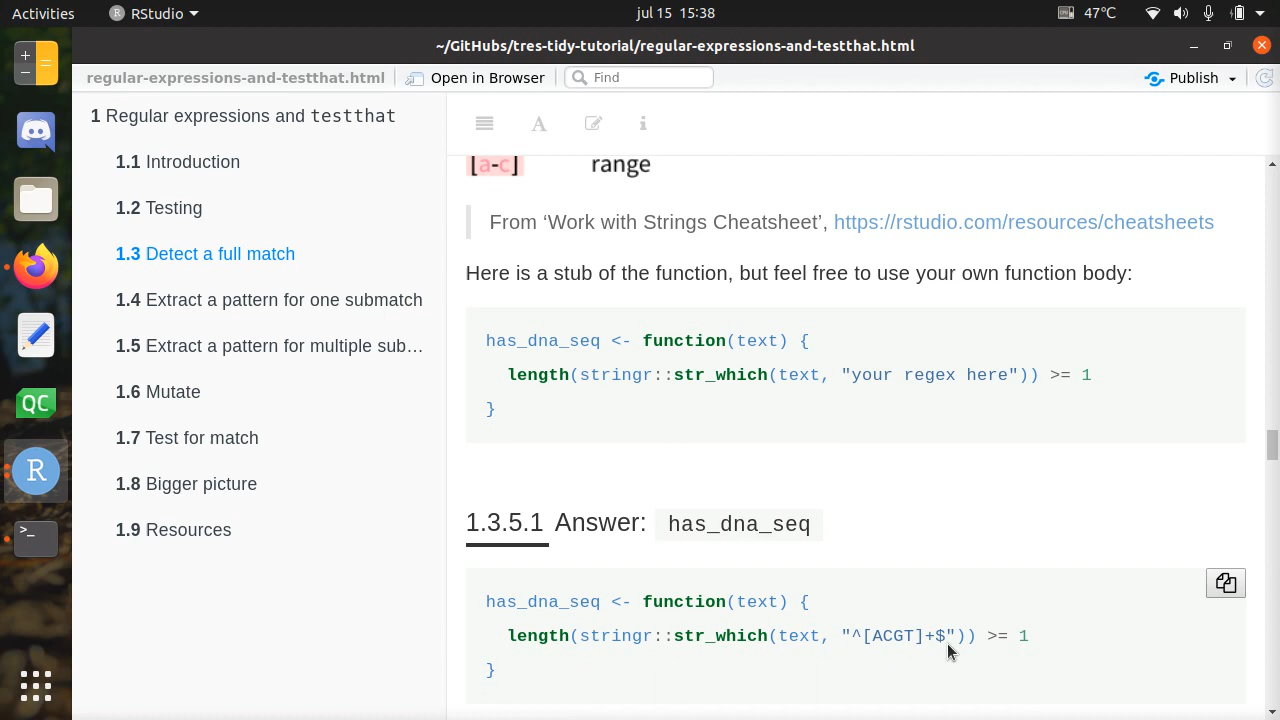 Activities
RStudio
jul 15 15:38
47°C
~/GitHubs/tres-tidy-tutorial/regular-expressions-and-testthat.html
regular-expressions-and-testthat.html
Open in Browser
Find
Publish
1 Regular expressions and testthat
1.1 Introduction
1.2 Testing
1.3 Detect a full match
1.4 Extract a pattern for one submatch
1.5 Extract a pattern for multiple sub…
1.6 Mutate
1.7 Test for match
1.8 Bigger picture
1.9 Resources
QC
R
>_
A
i
[a-c] range
From ‘Work with Strings Cheatsheet’, https://rstudio.com/resources/cheatsheets
Here is a stub of the function, but feel free to use your own function body:
has_dna_seq <- function(text) {
length(stringr::str_which(text, "your regex here")) >= 1
}
1.3.5.1 Answer: has_dna_seq
has_dna_seq <- function(text) {
length(stringr::str_which(text, "^[ACGT]+$")) >= 1
}